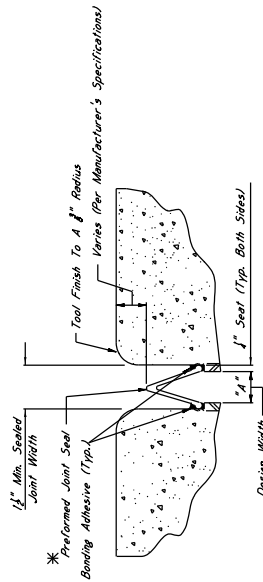 1½" Min. Sealed
Joint Width
* Preformed Joint Seal
Bonding Adhesive (Typ.)
Tool Finish To A ⅜" Radius
Varies (Per Manufacturer's Specifications)
¼" Seat (Typ. Both Sides)
"A"
Design Width